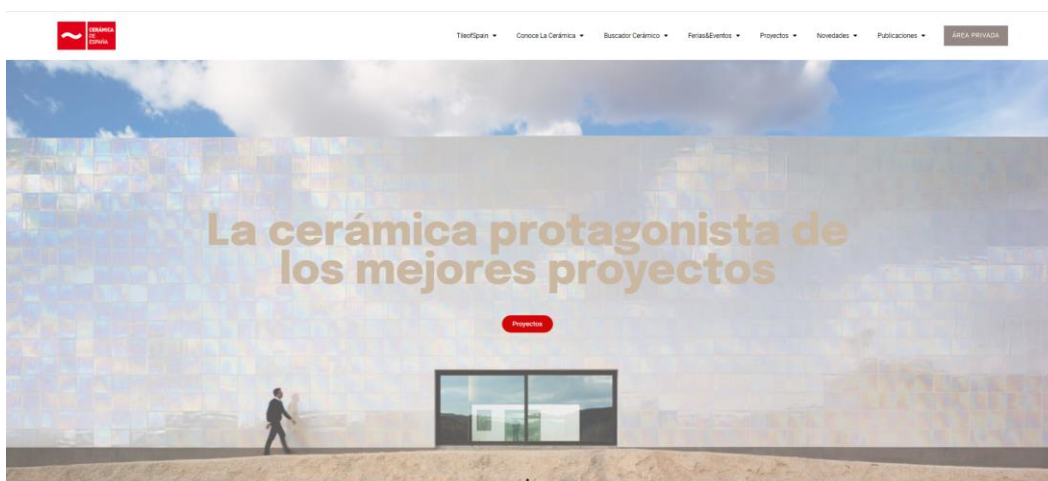 CERÁMICA
DE
ESPAÑA
TileofSpain
Conoce La Cerámica
Buscador Cerámico
Ferias&Eventos
Proyectos
Novedades
Publicaciones
ÁREA PRIVADA
La cerámica protagonista de
los mejores proyectos
Proyectos